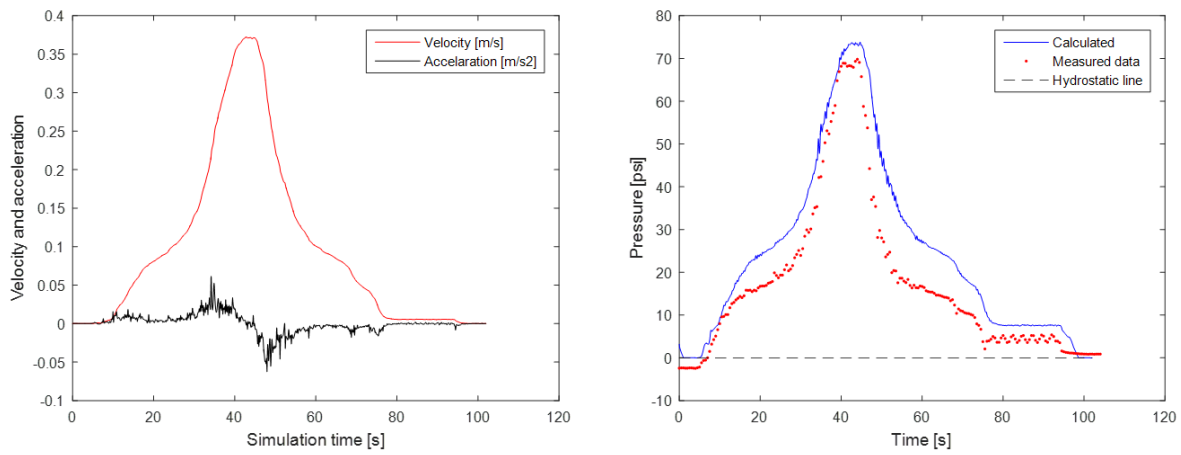 0.4
0.35
0.3
0.25
0.2
0.15
0.1
0.05
0
-0.05
-0.1
Velocity and acceleration
Velocity [m/s]
Accelaration [m/s2]
0 20 40 60 80 100 120
Simulation time [s]
80
70
60
50
40
30
20
10
0
-10
Pressure [psi]
Calculated
Measured data
Hydrostatic line
0 20 40 60 80 100 120
Time [s]